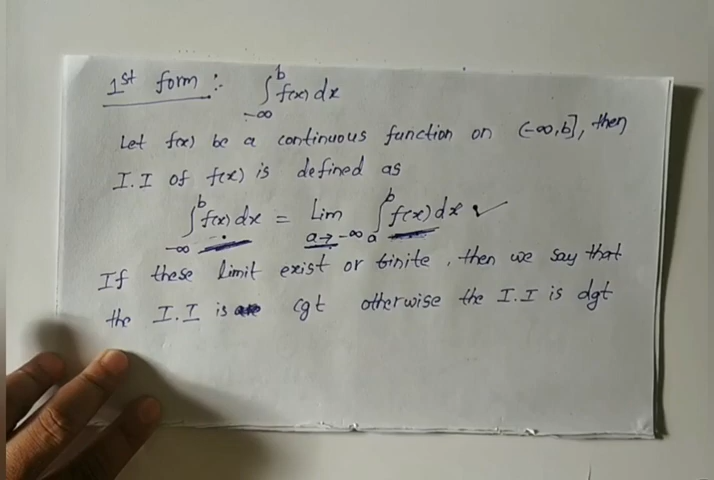 1st form :- ∫_{-∞}^{b} f(x) dx
Let f(x) be a continuous function on (-∞, b], then
I.I of f(x) is defined as
∫_{-∞}^{b} f(x) dx = Lim_{a→-∞} ∫_{a}^{b} f(x) dx ✓
If these limit exist or finite, then we say that
the I.I is cgt otherwise the I.I is dgt